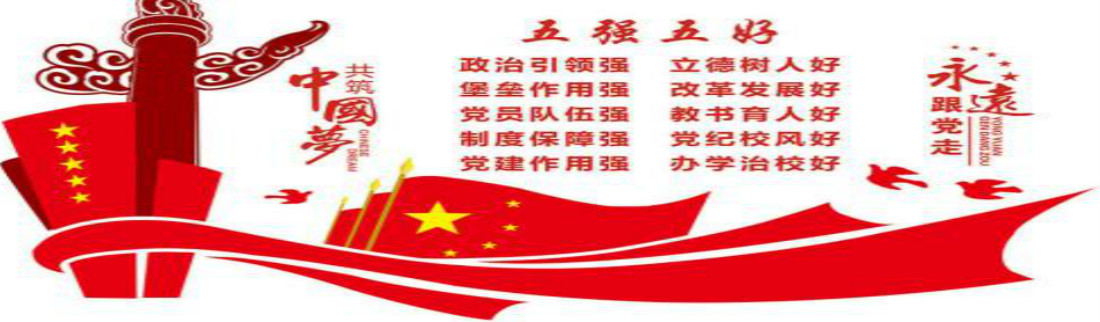 五强五好
政治引领强 立德树人好
堡垒作用强 改革发展好
党员队伍强 教书育人好
制度保障强 党纪校风好
党建作用强 办学治校好
共筑
中國夢
CHINESE DREAM
永遠
跟党走
YONG YUAN
GEN DANG ZOU